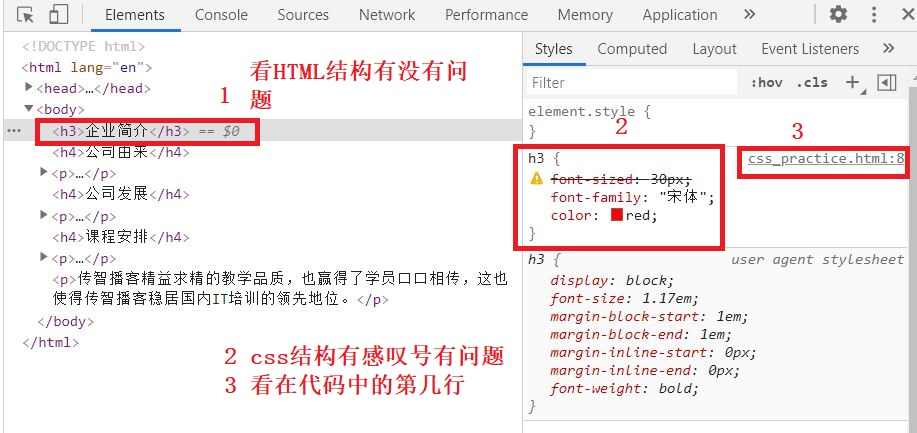 Elements Console Sources Network Performance Memory Application »
<!DOCTYPE html>
<html lang="en">
<head>…</head>
<body>
<h3>企业简介</h3> == $0
<h4>公司由来</h4>
<p>…</p>
<h4>公司发展</h4>
<p>…</p>
<h4>课程安排</h4>
<p>…</p>
<p>传智播客精益求精的教学品质，也赢得了学员口口相传，这也
使得传智播客稳居国内IT培训的领先地位。</p>
</body>
</html>
1 看HTML结构有没有问
题
2 css结构有感叹号有问题
3 看在代码中的第几行
Styles Computed Layout Event Listeners »
Filter :hov .cls +
element.style {
}
2
3
h3 { css_practice.html:8
font-sized: 30px;
font-family: "宋体";
color: red;
}
h3 { user agent stylesheet
display: block;
font-size: 1.17em;
margin-block-start: 1em;
margin-block-end: 1em;
margin-inline-start: 0px;
margin-inline-end: 0px;
font-weight: bold;
}